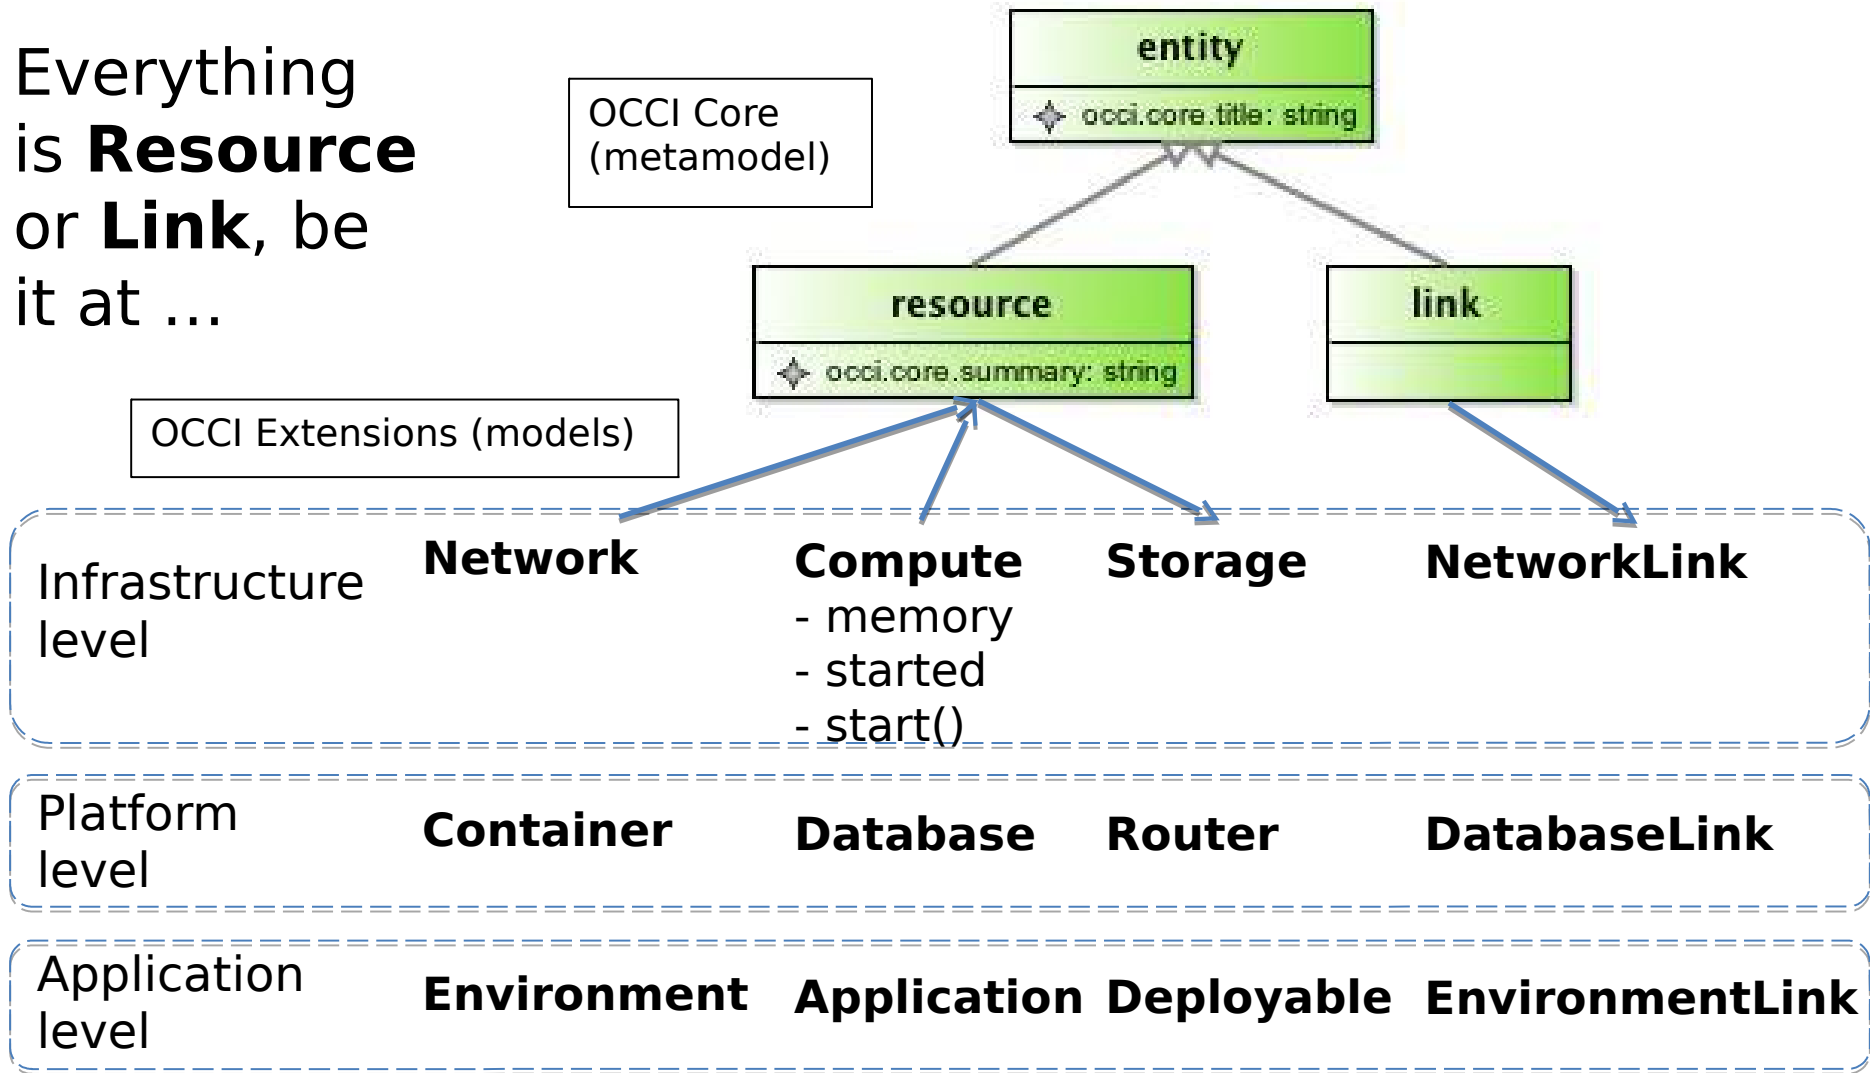 Everything
is Resource
or Link, be
it at ...
OCCI Core
(metamodel)
entity
occi.core.title: string
resource
occi.core.summary: string
link
OCCI Extensions (models)
Infrastructure
level
Network
Compute
- memory
- started
- start()
Storage
NetworkLink
Platform
level
Container
Database
Router
DatabaseLink
Application
level
Environment
Application
Deployable
EnvironmentLink